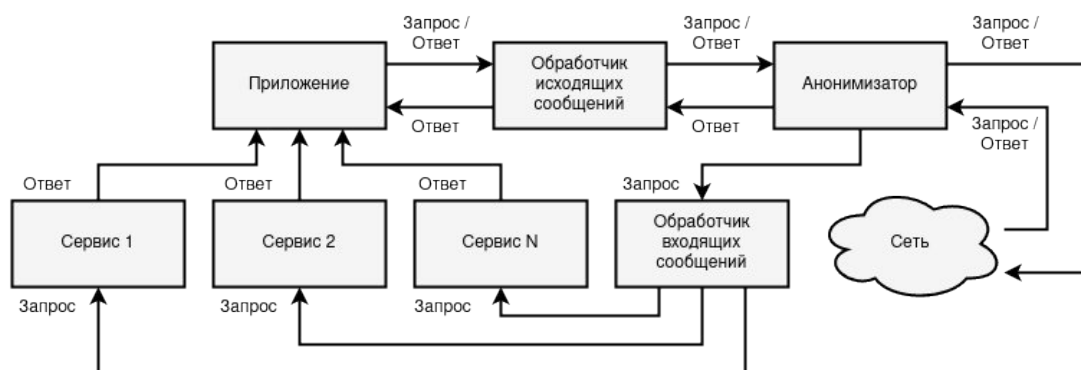 Запрос /
Ответ
Запрос /
Ответ
Запрос /
Ответ
Приложение
Обработчик
исходящих
сообщений
Анонимизатор
Ответ
Ответ
Запрос /
Ответ
Ответ
Ответ
Ответ
Запрос
Сервис 1
Сервис 2
Сервис N
Обработчик
входящих
сообщений
Сеть
Запрос
Запрос
Запрос